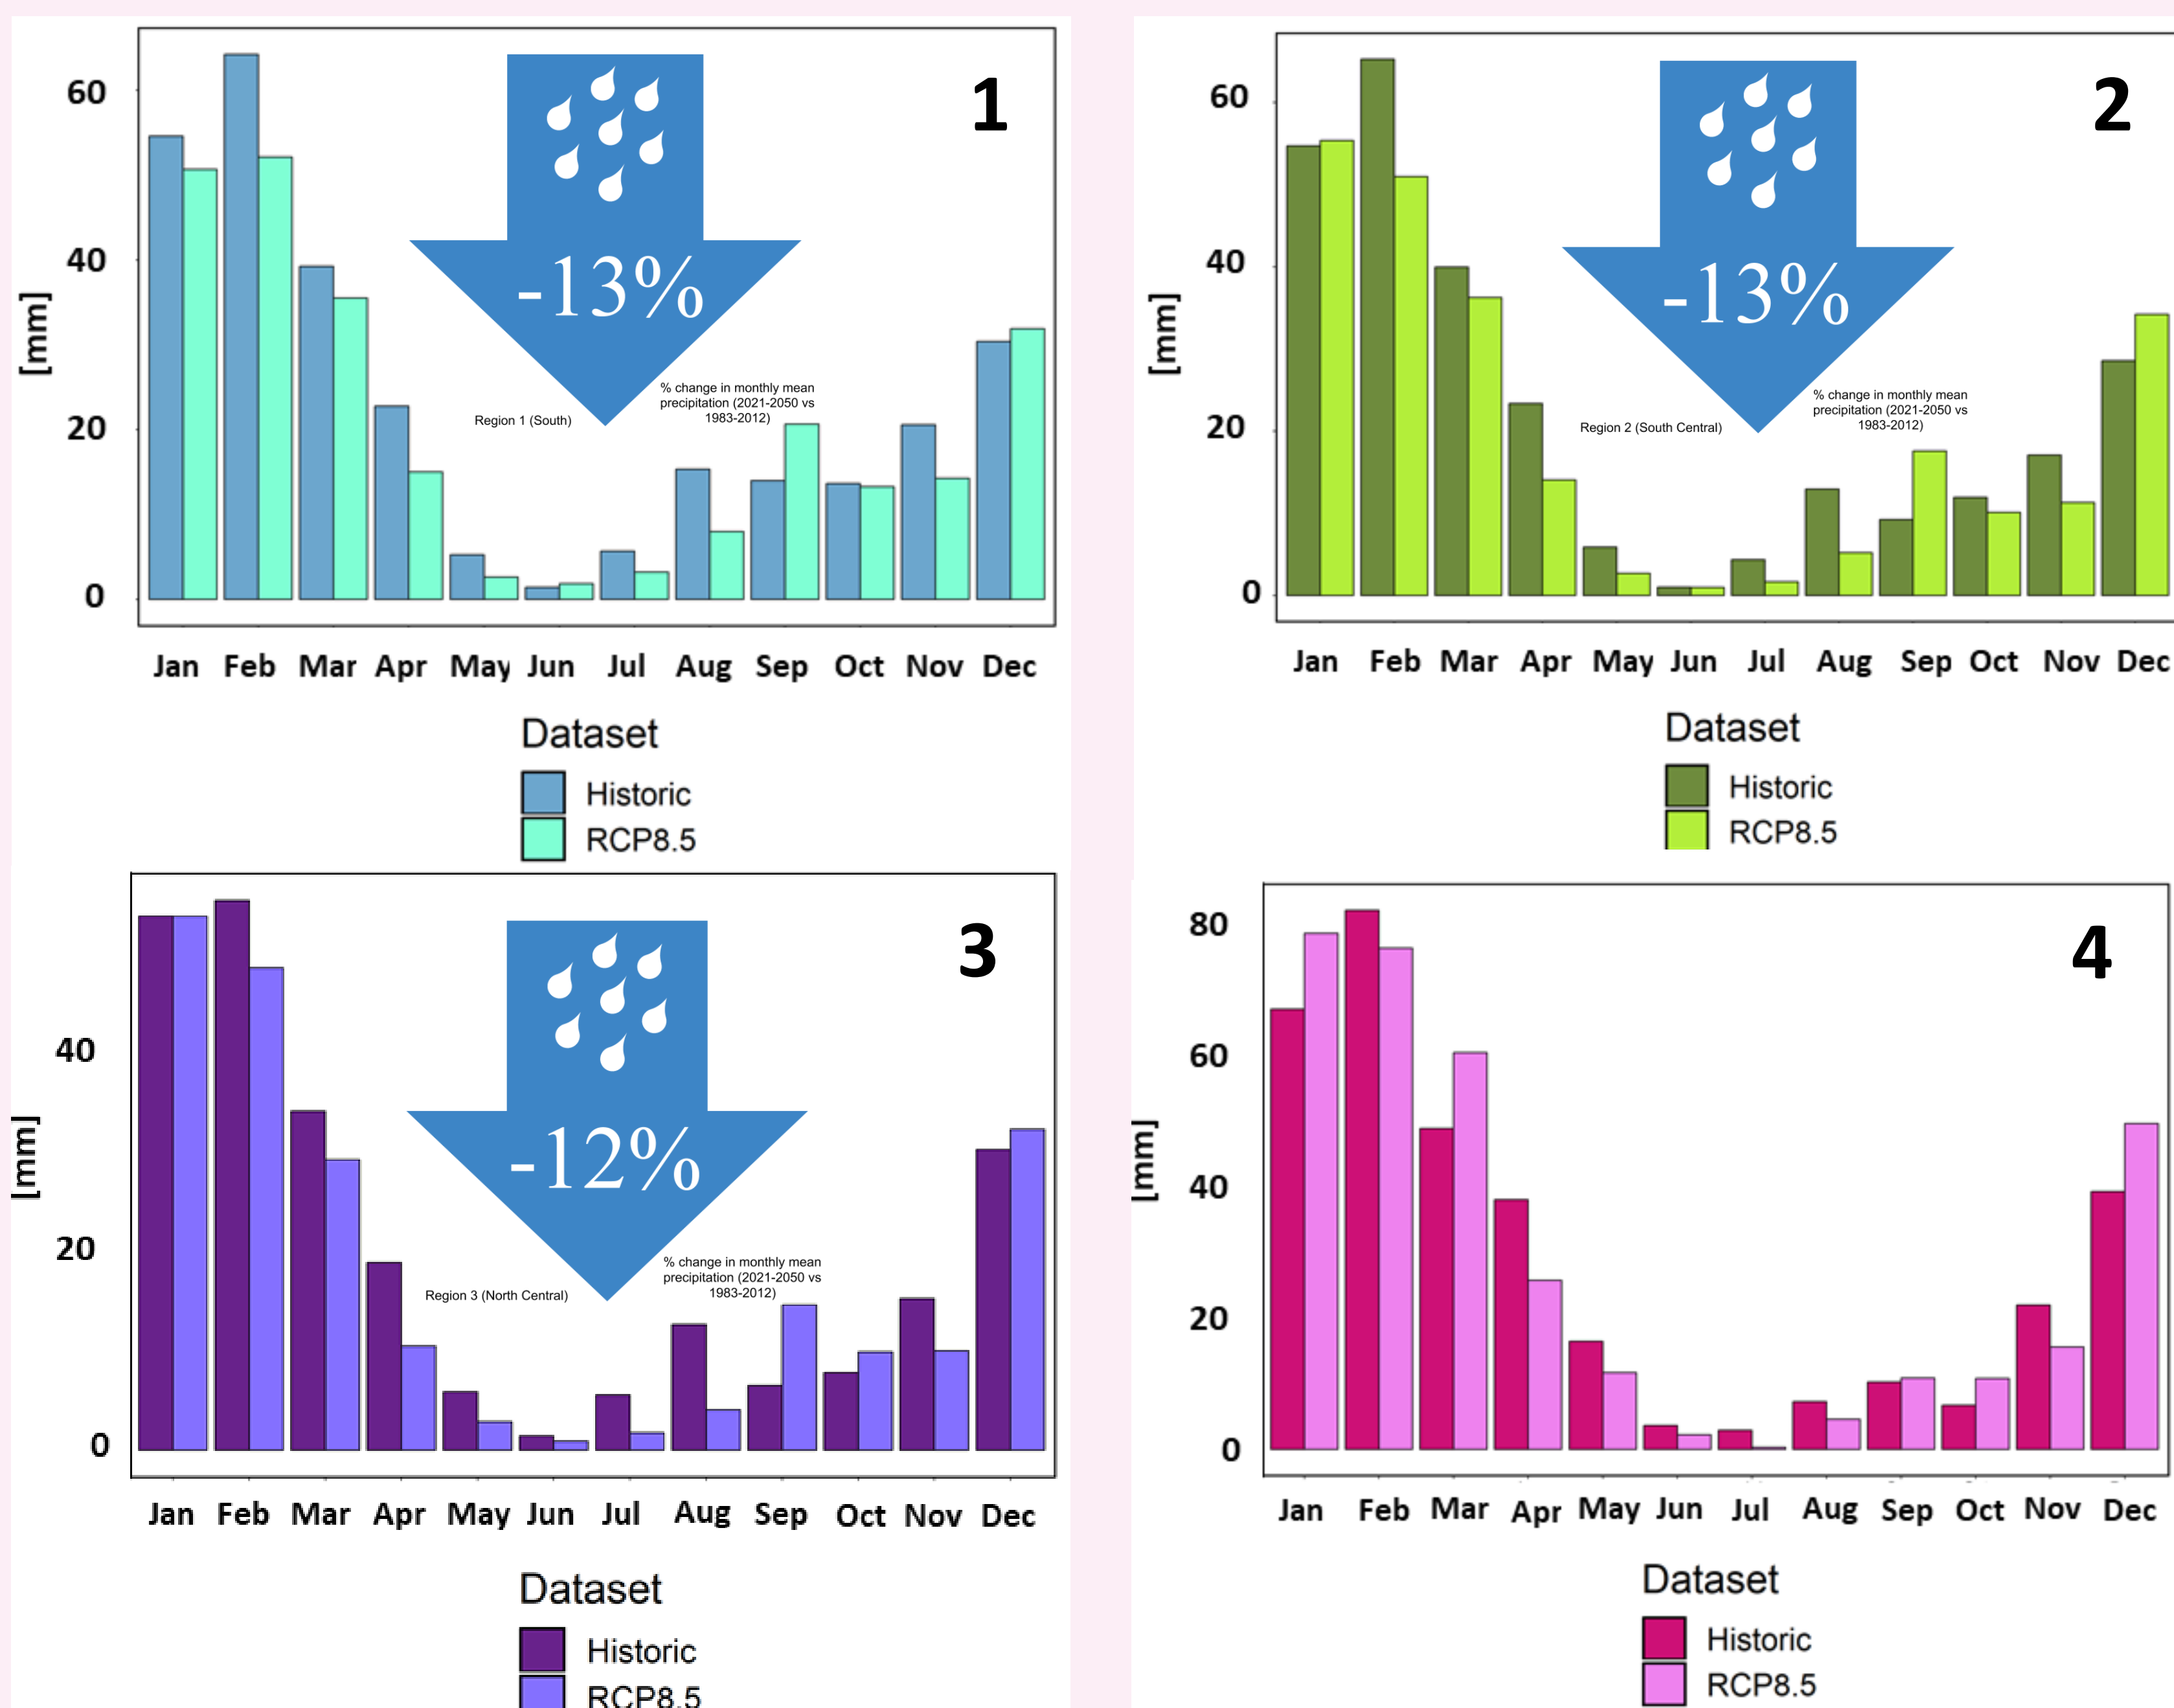 1
60
40
20
0
[mm]
-13%
Region 1 (South)
% change in monthly mean
precipitation (2021-2050 vs
1983-2012)
Jan Feb Mar Apr May Jun Jul Aug Sep Oct Nov Dec
Dataset
Historic
RCP8.5
2
60
40
20
0
[mm]
-13%
Region 2 (South Central)
% change in monthly mean
precipitation (2021-2050 vs
1983-2012)
Jan Feb Mar Apr May Jun Jul Aug Sep Oct Nov Dec
Dataset
Historic
RCP8.5
3
40
20
0
[mm]
-12%
Region 3 (North Central)
% change in monthly mean
precipitation (2021-2050 vs
1983-2012)
Jan Feb Mar Apr May Jun Jul Aug Sep Oct Nov Dec
Dataset
Historic
RCP8.5
4
80
60
40
20
0
[mm]
Jan Feb Mar Apr May Jun Jul Aug Sep Oct Nov Dec
Dataset
Historic
RCP8.5